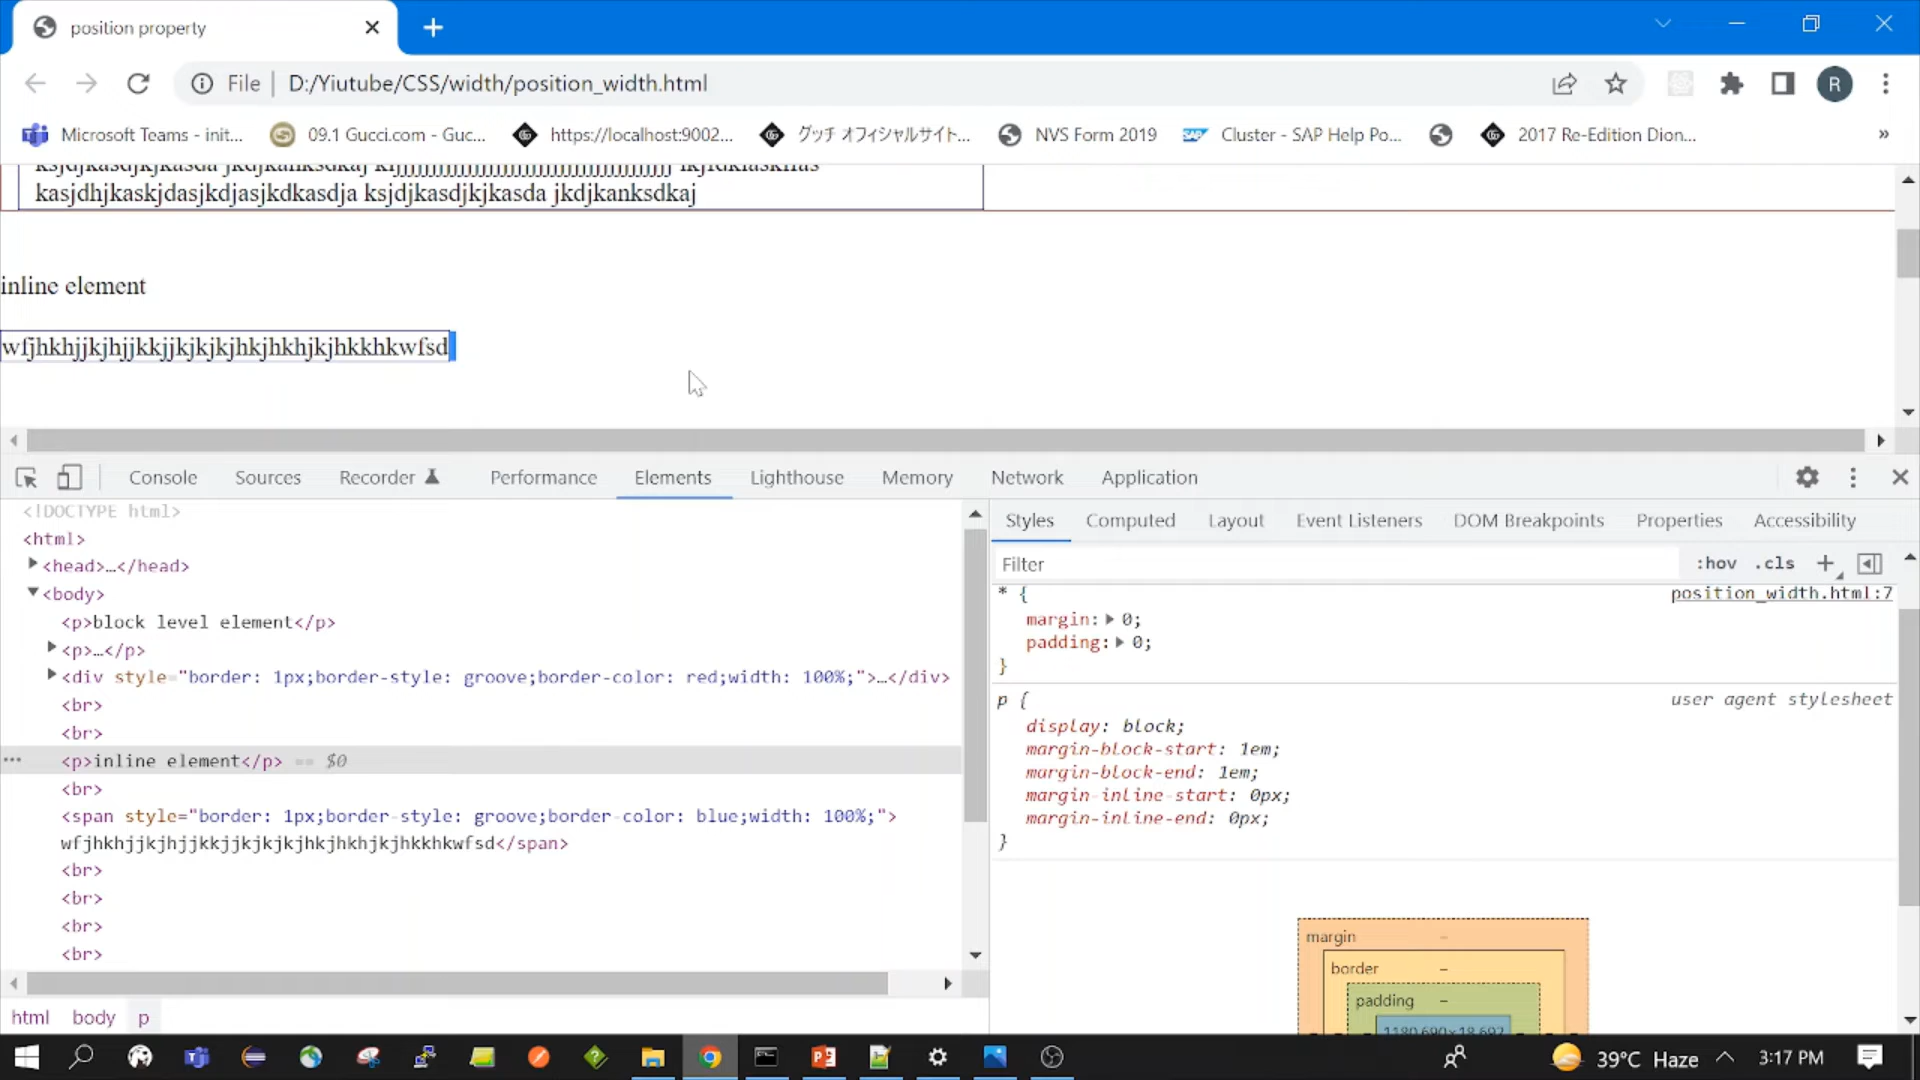 position property
File
D:/Yiutube/CSS/width/position_width.html
R
Microsoft Teams - init...
09.1 Gucci.com - Guc...
https://localhost:9002...
グッチ オフィシャルサイト...
NVS Form 2019
SAP
Cluster - SAP Help Po...
2017 Re-Edition Dion...
»
kasjdhjkaskjdasjkdjasjkdkasdja ksjdjkasdjkjkasda jkdjkanksdkaj
inline element
wfjhkhjjkjhjjkkjjkjkjkjhkjhkhjkjhkkhkwfsd
Console Sources Recorder Performance Elements Lighthouse Memory Network Application
<!DOCTYPE html>
<html>
<head>…</head>
<body>
<p>block level element</p>
<p>…</p>
<div style="border: 1px;border-style: groove;border-color: red;width: 100%;">…</div>
<br>
<br>
<p>inline element</p> == $0
<br>
<span style="border: 1px;border-style: groove;border-color: blue;width: 100%;">
wfjhkhjjkjhjjkkjjkjkjkjhkjhkhjkjhkkhkwfsd</span>
<br>
<br>
<br>
<br>
html body p
Styles Computed Layout Event Listeners DOM Breakpoints Properties Accessibility
Filter
:hov .cls +
* {
position_width.html:7
margin: 0;
padding: 0;
}
p {
user agent stylesheet
display: block;
margin-block-start: 1em;
margin-block-end: 1em;
margin-inline-start: 0px;
margin-inline-end: 0px;
}
margin –
border –
padding –
39°C Haze
3:17 PM